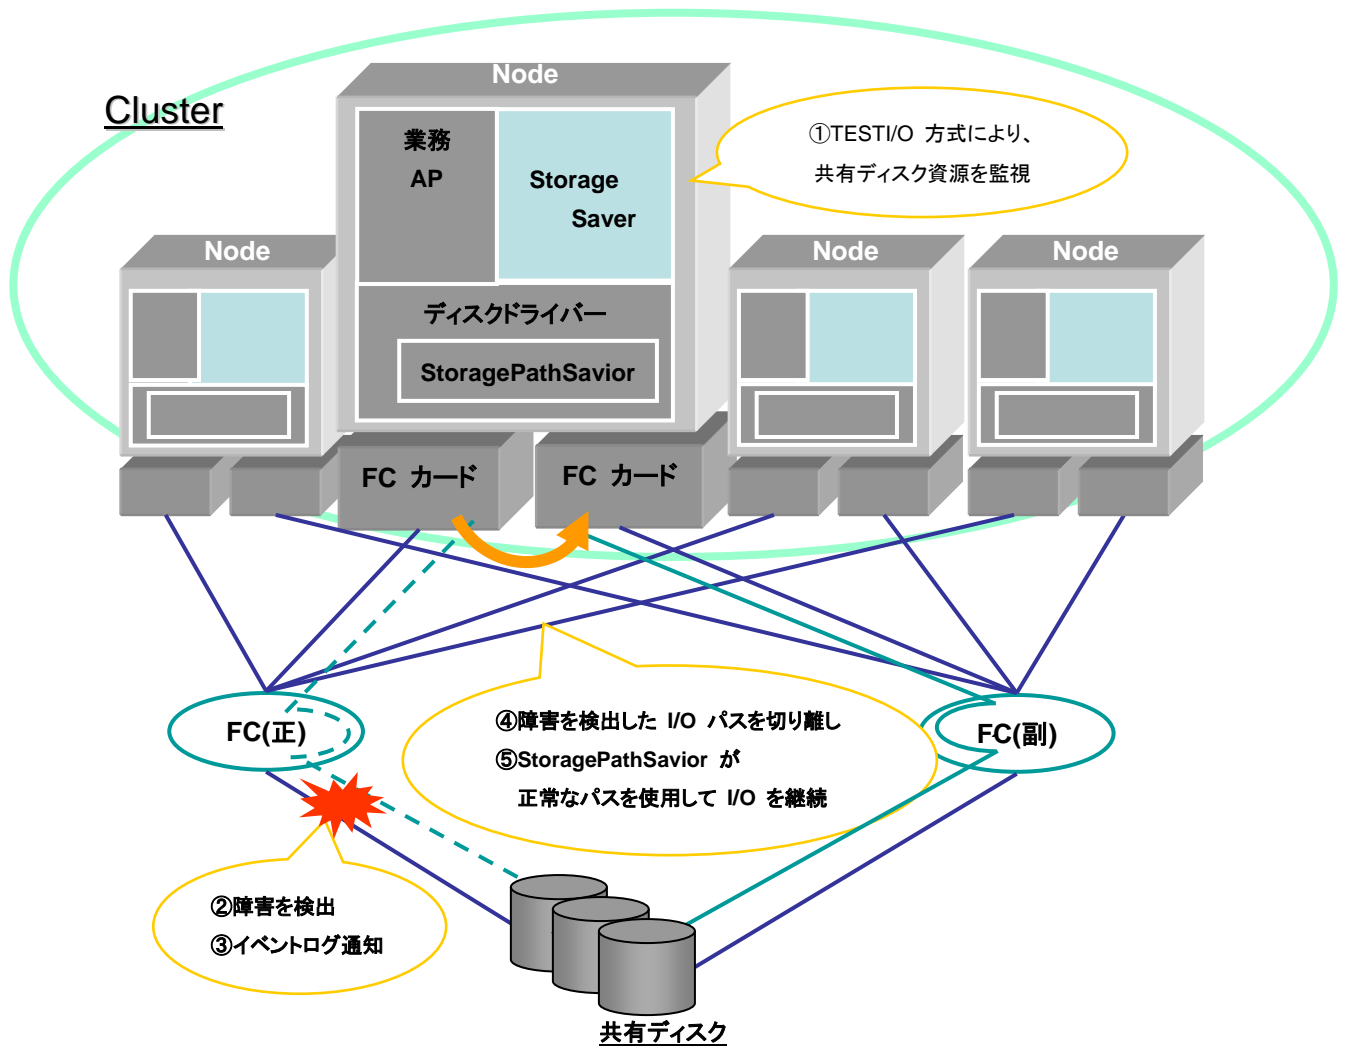 Node
Cluster
業務
AP
Storage
Saver
①TESTI/O 方式により、
共有ディスク資源を監視
Node
Node
Node
ディスクドライバー
StoragePathSavior
FC カード
FC カード
FC(正)
④障害を検出した I/O パスを切り離し
⑤StoragePathSavior が
正常なパスを使用して I/O を継続
FC(副)
②障害を検出
③イベントログ通知
共有ディスク